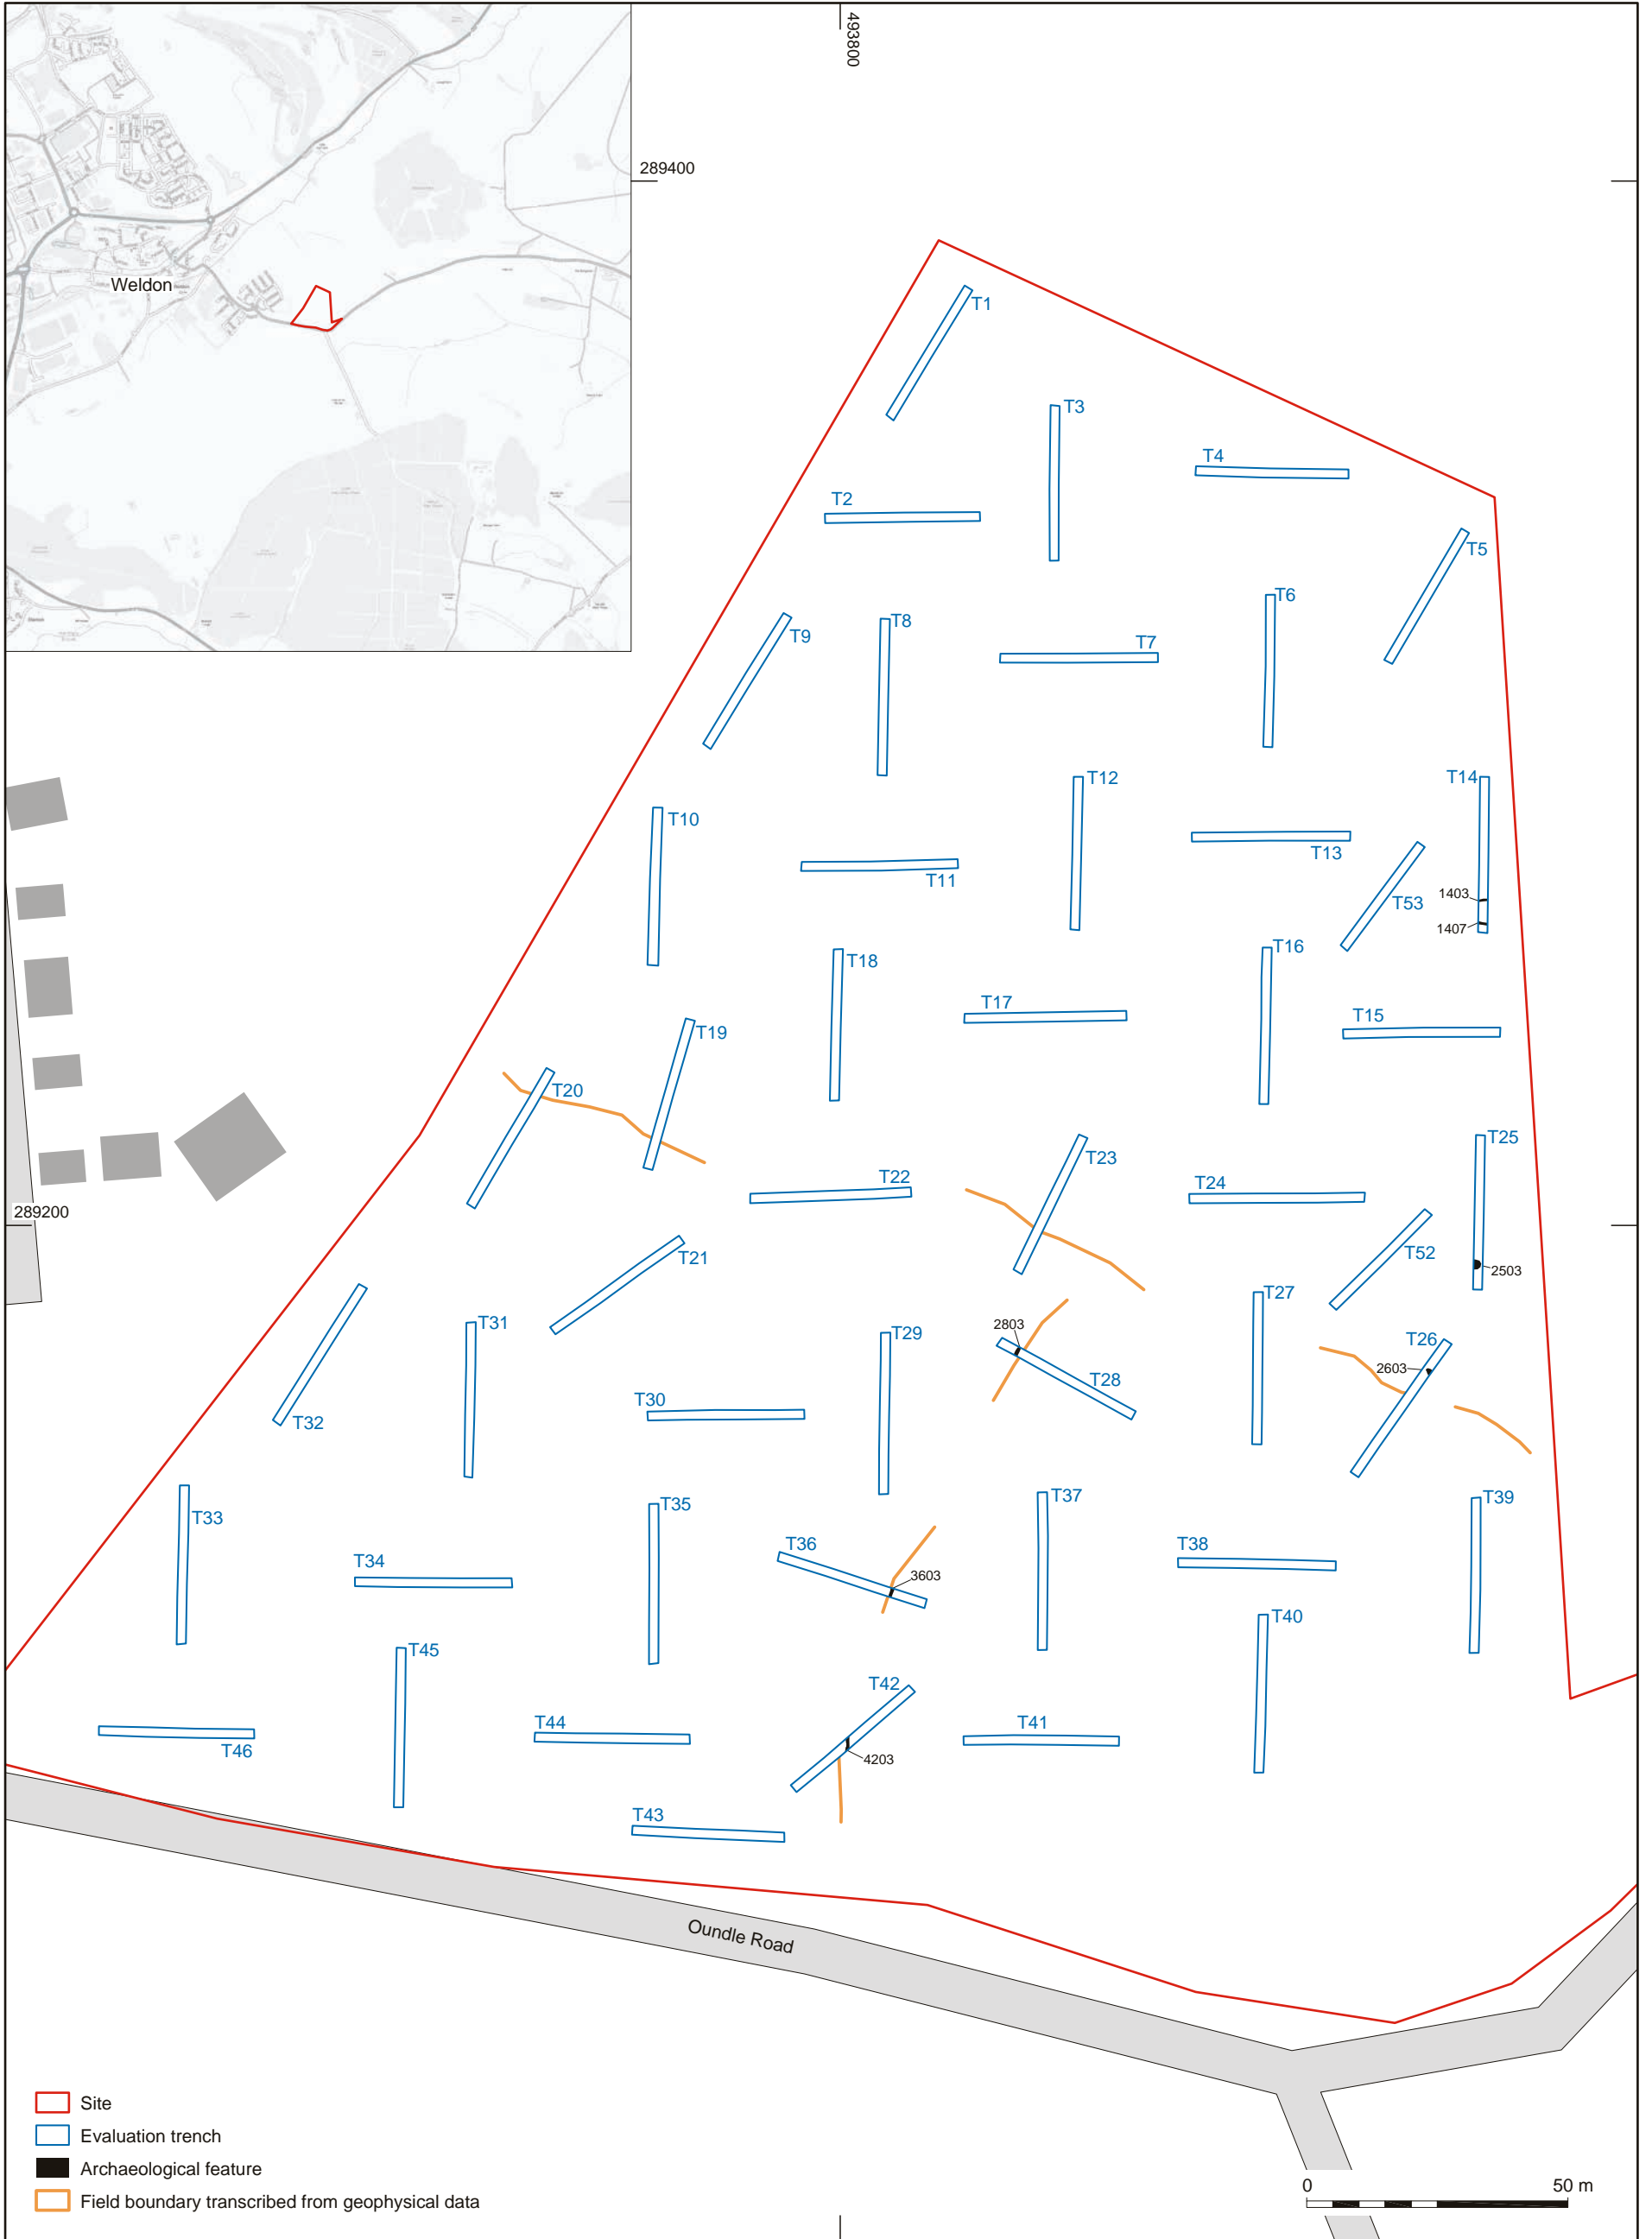 493800
289400
Weldon
T1
T3
T4
T2
T5
T6
T9
T8
T7
T12
T14
T10
T13
T11
T53
1403
1407
T18
T16
T17
T15
T19
T20
T23
T25
T22
T24
289200
T21
T52
2503
T31
T29
2803
T27
T26
2603
T28
T32
T30
T33
T35
T37
T39
T36
T38
T34
3603
T40
T45
T42
T44
T41
T46
4203
T43
Oundle Road
Site
Evaluation trench
Archaeological feature
Field boundary transcribed from geophysical data
0 50 m